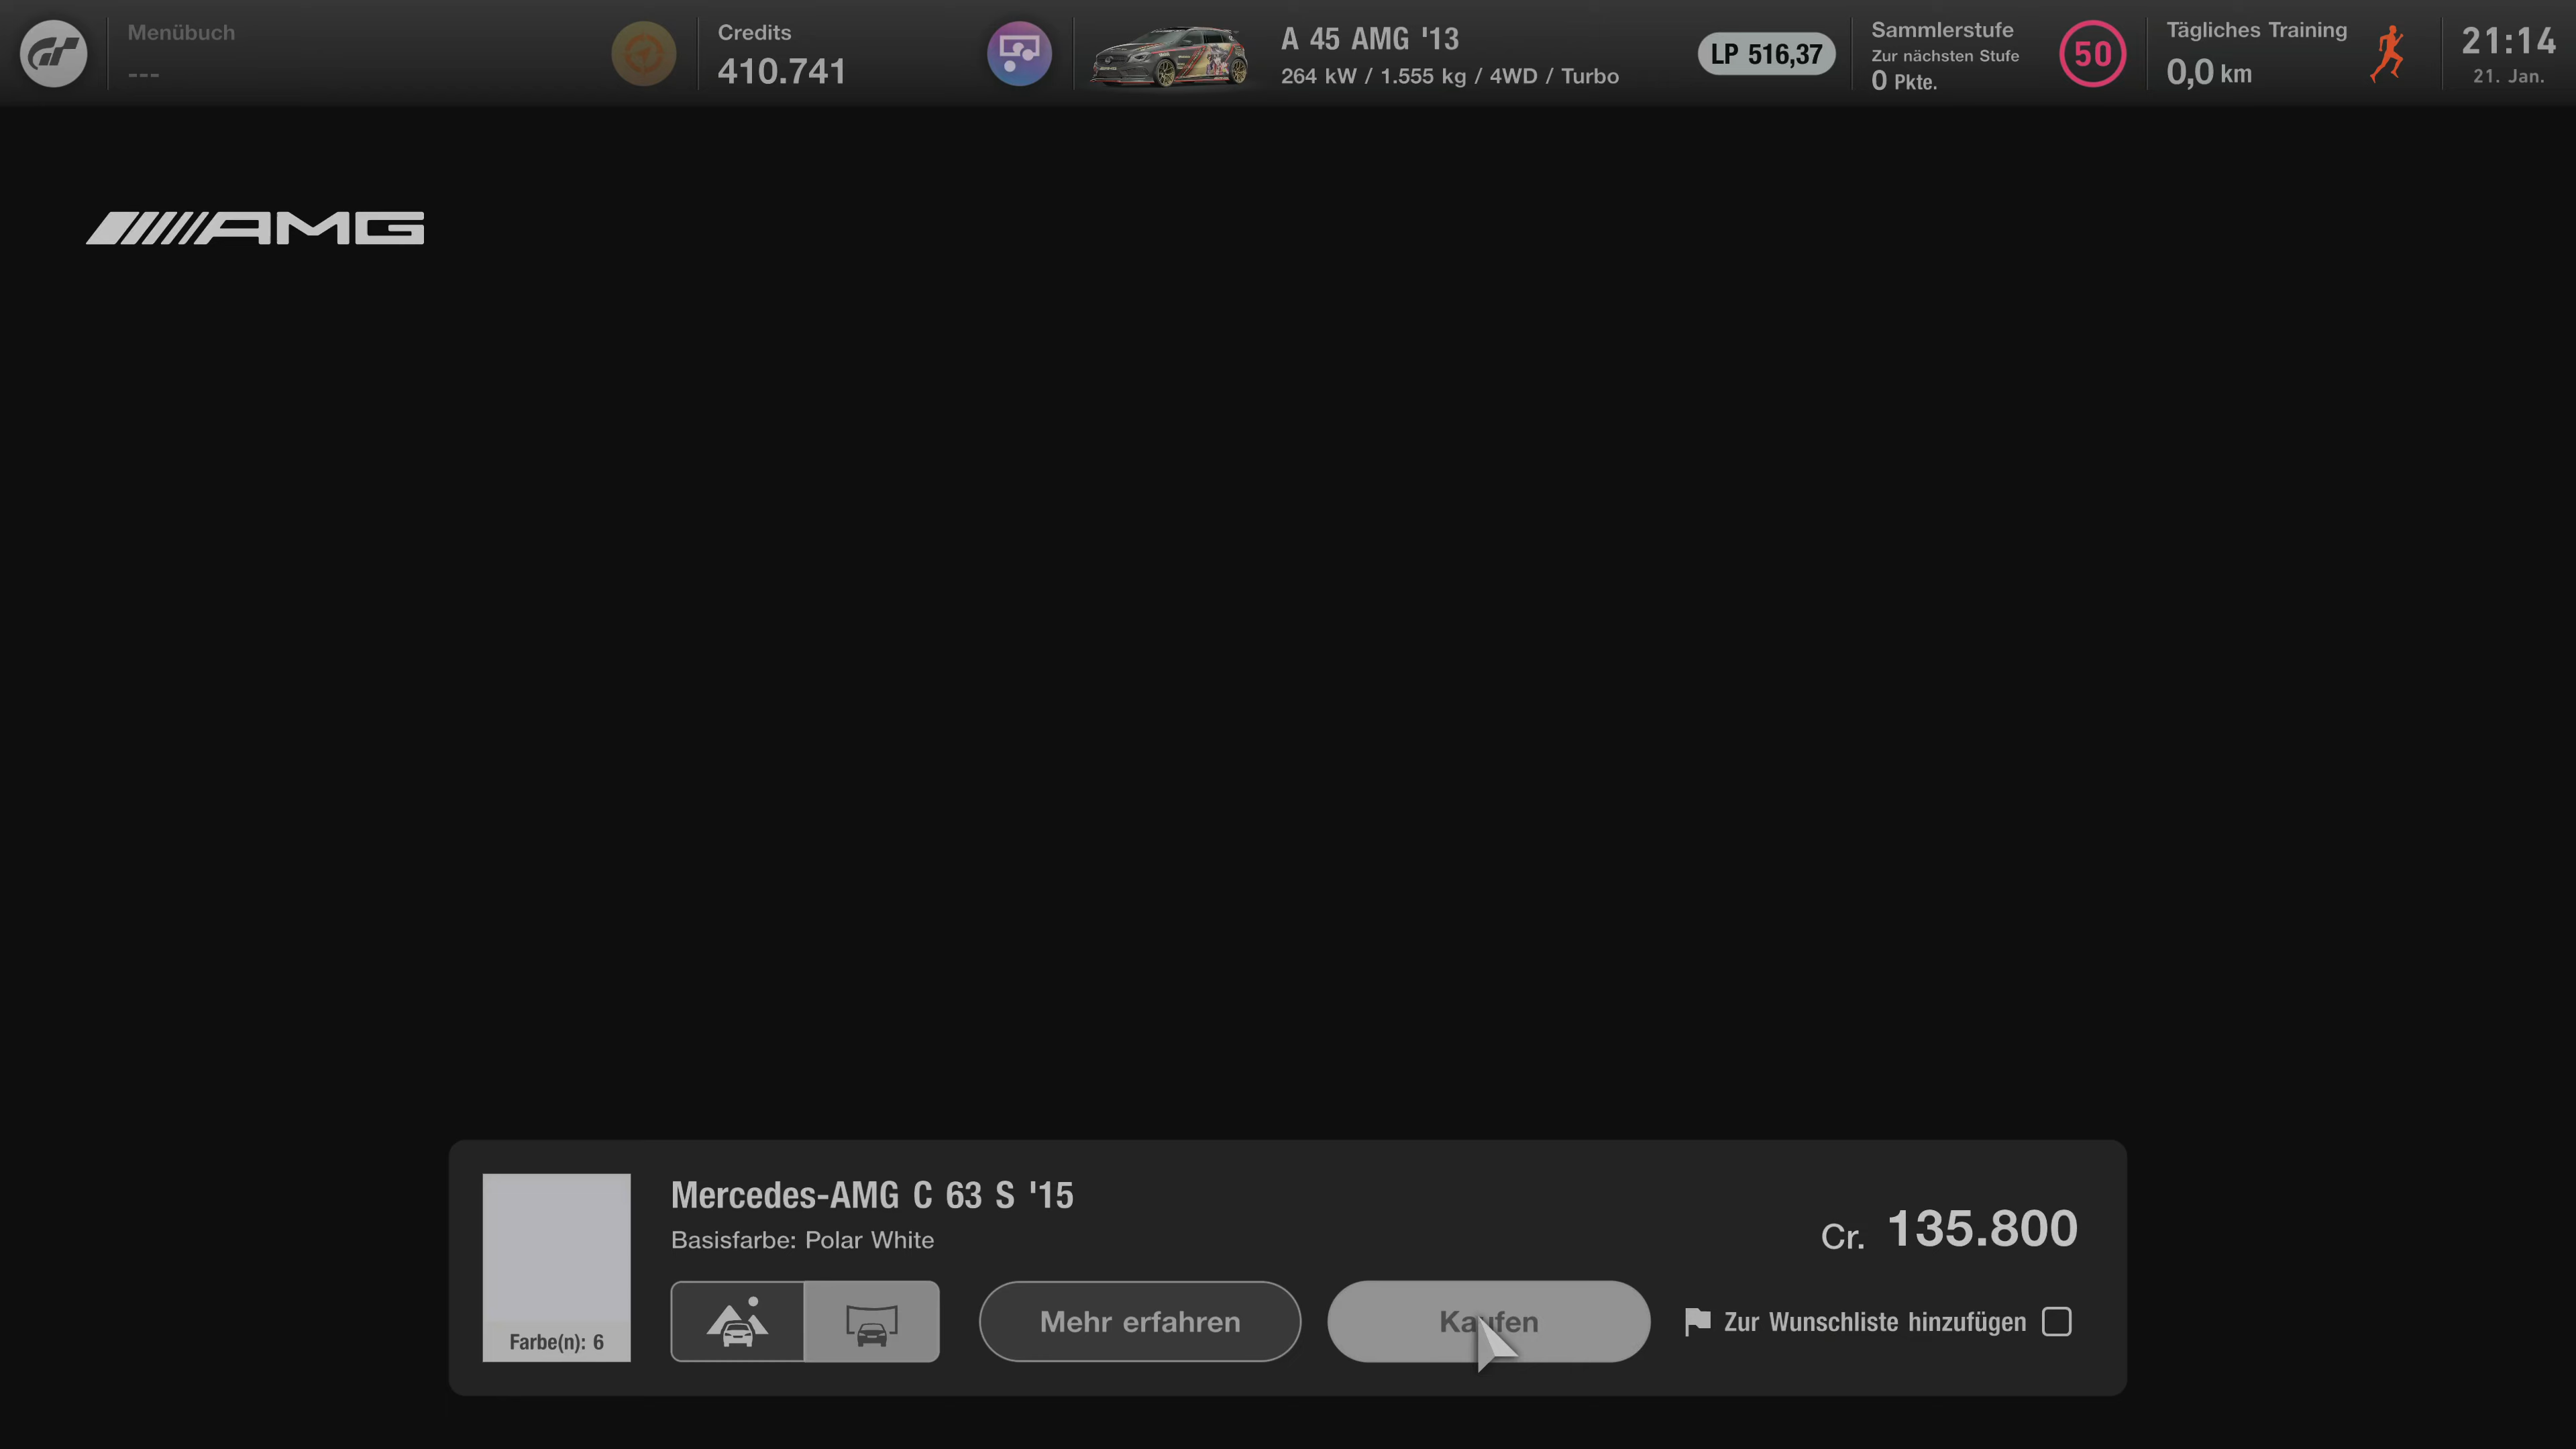 Menübuch
---
Credits
410.741
A 45 AMG '13
264 kW / 1.555 kg / 4WD / Turbo
LP 516,37
Sammlerstufe
Zur nächsten Stufe
0 Pkte.
50
Tägliches Training
0,0 km
21:14
21. Jan.
AMG
Mercedes-AMG C 63 S '15
Basisfarbe: Polar White
Cr. 135.800
Farbe(n): 6
Mehr erfahren
Kaufen
Zur Wunschliste hinzufügen